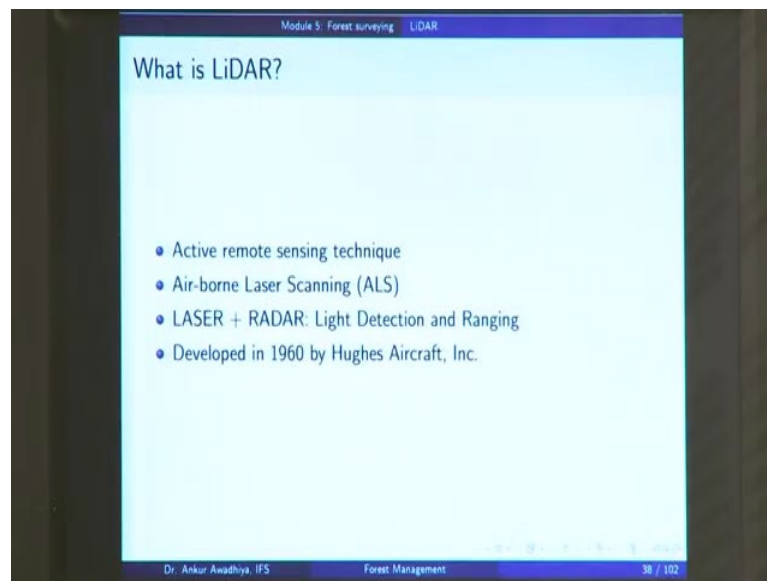 Module 5: Forest surveying LiDAR
What is LiDAR?
Active remote sensing technique
Air-borne Laser Scanning (ALS)
LASER + RADAR: Light Detection and Ranging
Developed in 1960 by Hughes Aircraft, Inc.
Dr. Ankur Awadhiya, IFS Forest Management 38 / 102